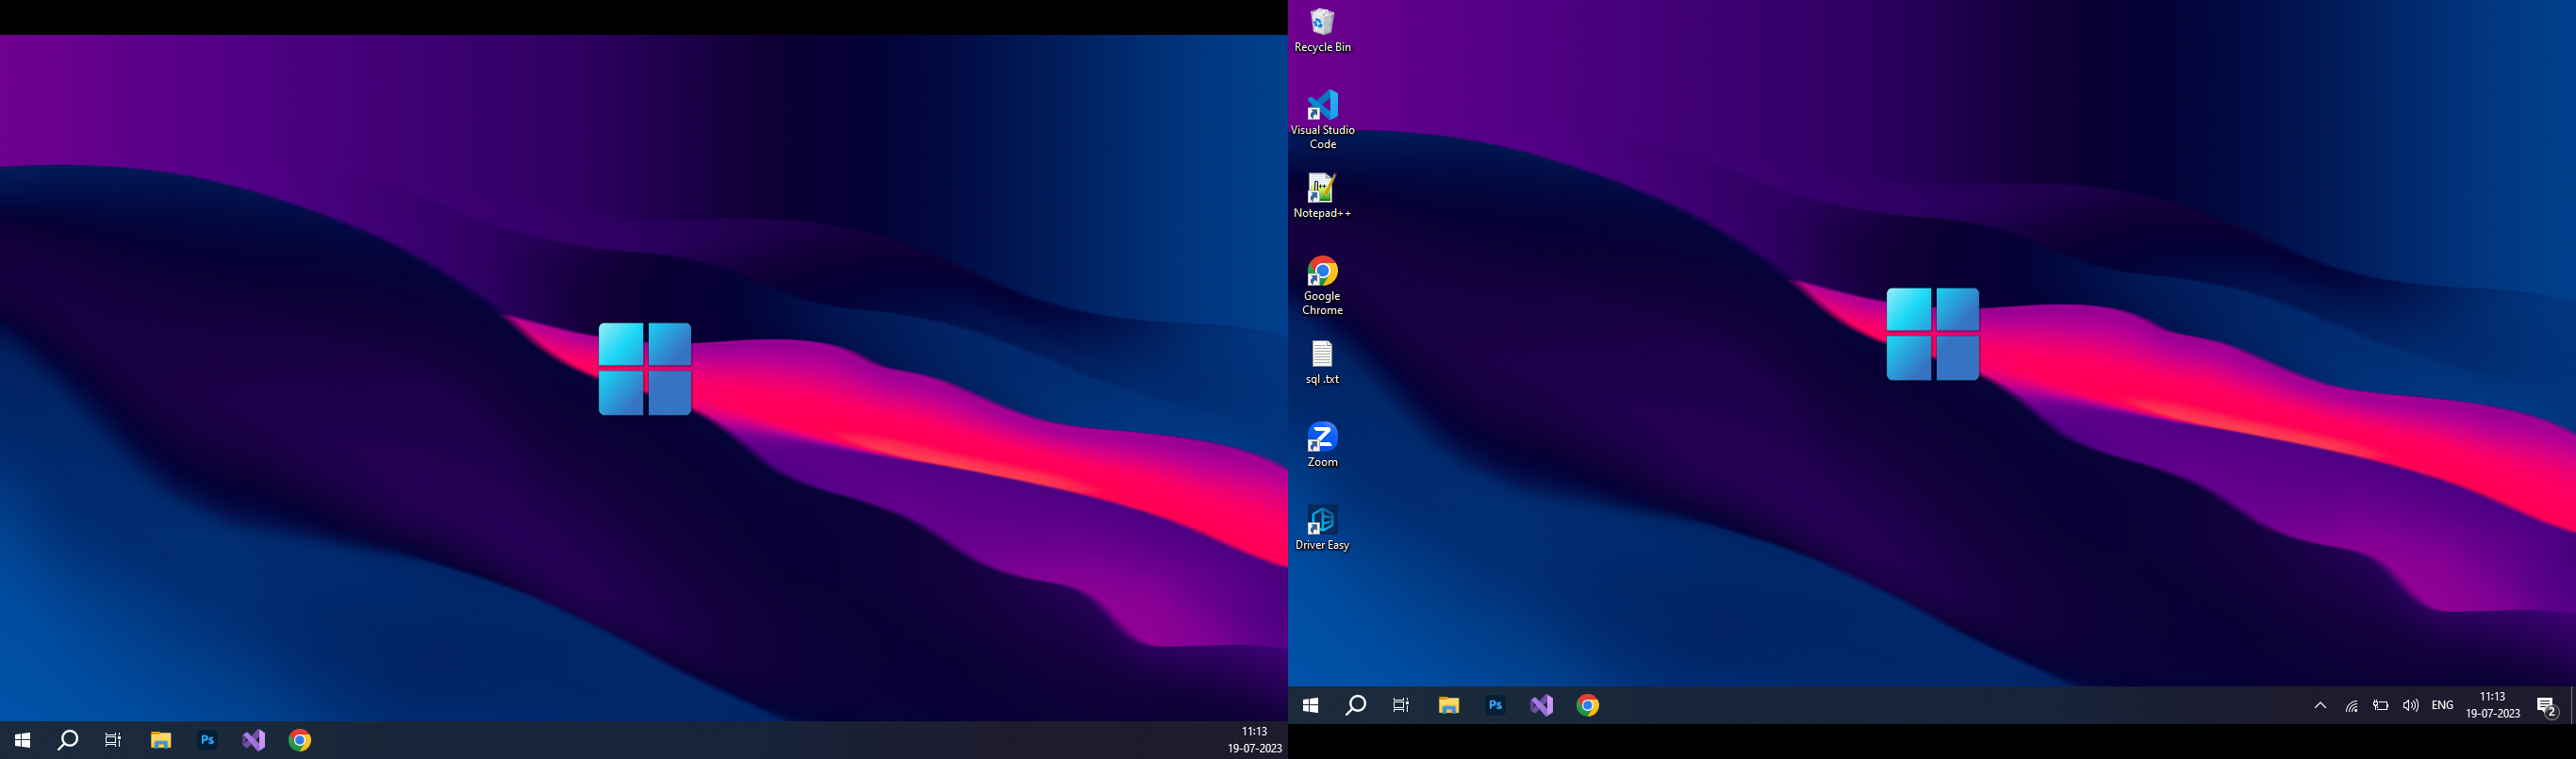 Recycle Bin
Visual Studio
Code
Notepad++
Google
Chrome
sql .txt
Zoom
Driver Easy
Ps
11:13
19-07-2023
Ps
ENG
11:13
19-07-2023
2